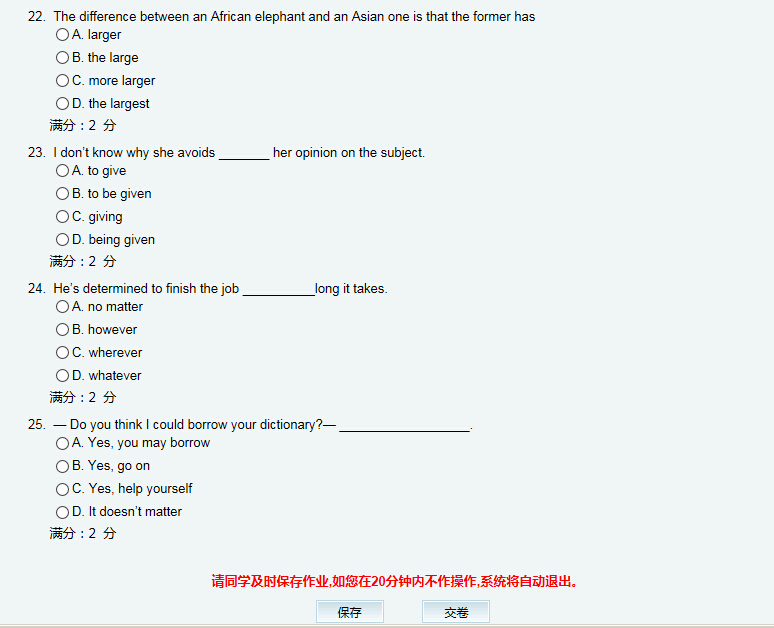 22. The difference between an African elephant and an Asian one is that the former has
A. larger
B. the large
C. more larger
D. the largest
满分：2 分
23. I don't know why she avoids _______ her opinion on the subject.
A. to give
B. to be given
C. giving
D. being given
满分：2 分
24. He's determined to finish the job __________long it takes.
A. no matter
B. however
C. wherever
D. whatever
满分：2 分
25. — Do you think I could borrow your dictionary?— __________________.
A. Yes, you may borrow
B. Yes, go on
C. Yes, help yourself
D. It doesn't matter
满分：2 分
请同学及时保存作业,如您在20分钟内不作操作,系统将自动退出。
保存 交卷